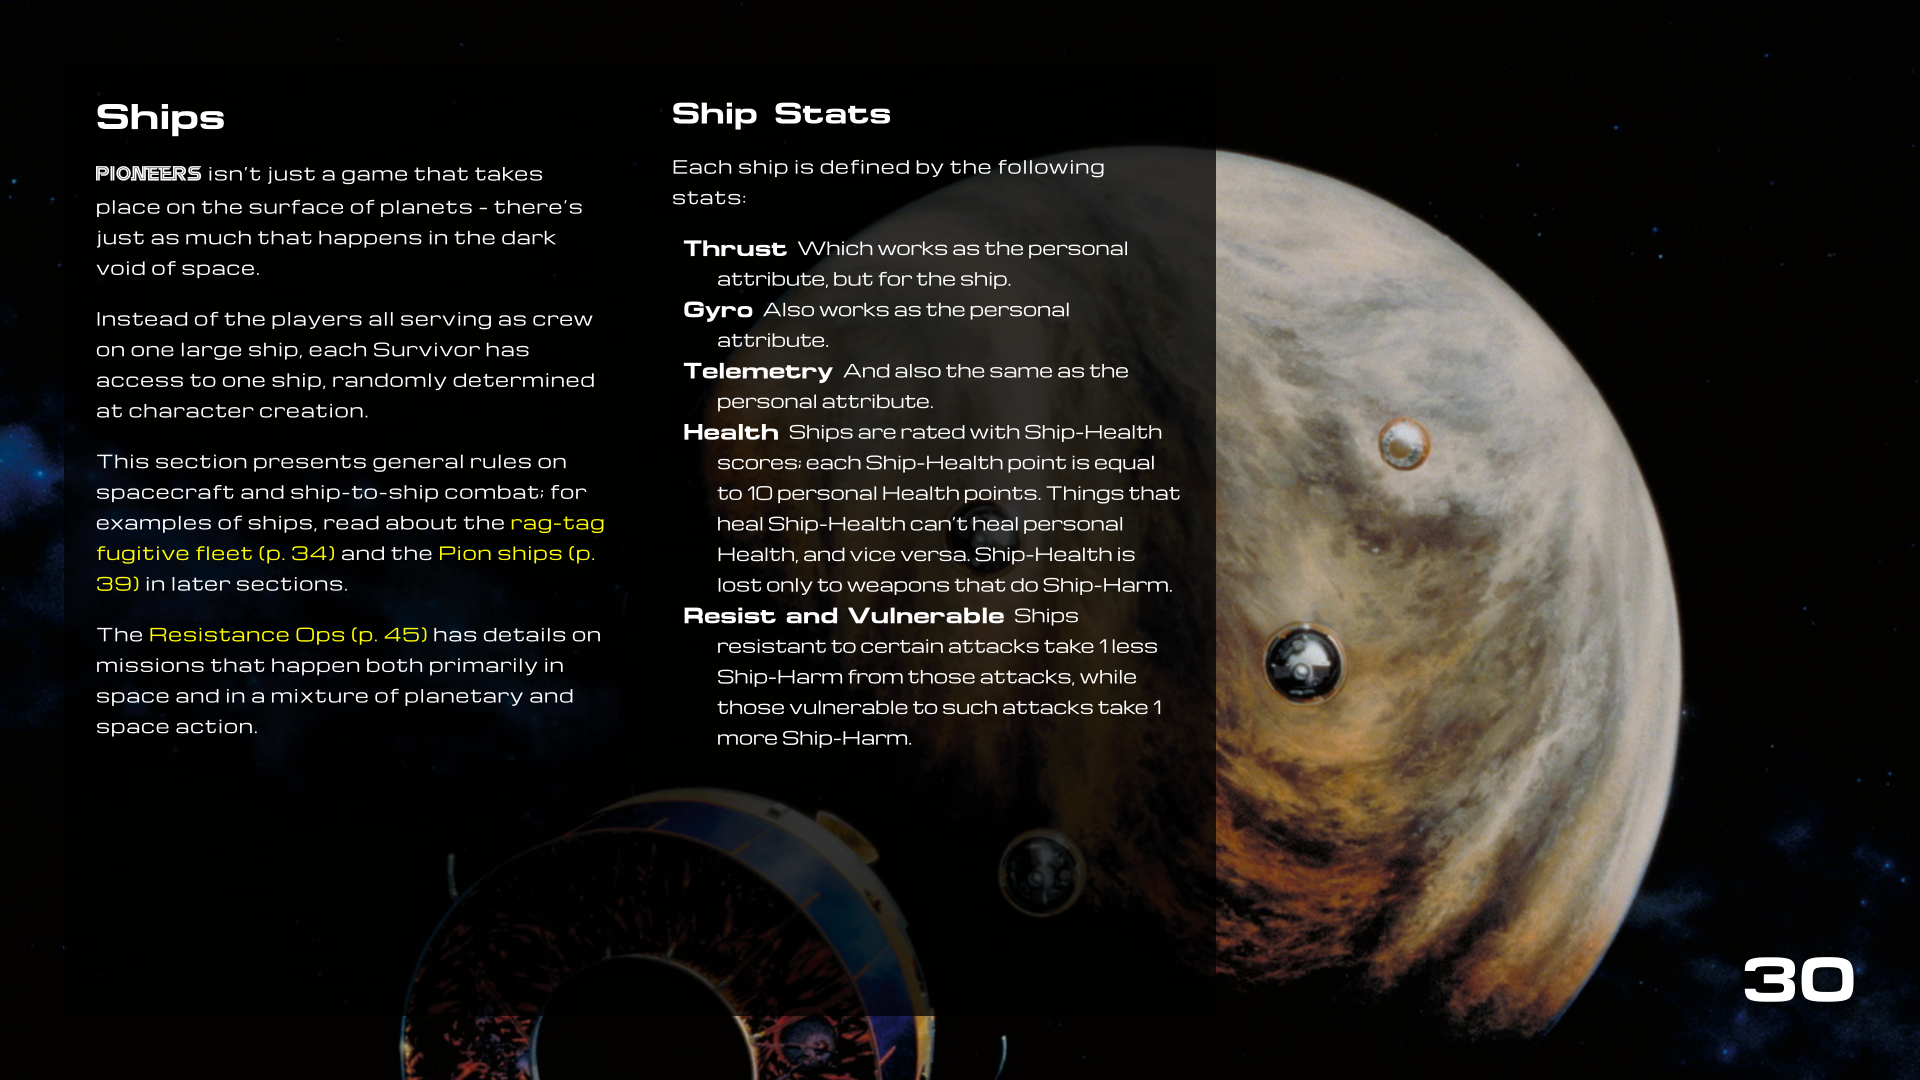 Ships
PIONEERS isn’t just a game that takes
place on the surface of planets – there’s
just as much that happens in the dark
void of space.
Instead of the players all serving as crew
on one large ship, each Survivor has
access to one ship, randomly determined
at character creation.
This section presents general rules on
spacecraft and ship-to-ship combat; for
examples of ships, read about the rag-tag
fugitive fleet (p. 34) and the Pion ships (p.
39) in later sections.
The Resistance Ops (p. 45) has details on
missions that happen both primarily in
space and in a mixture of planetary and
space action.
Ship Stats
Each ship is defined by the following
stats:
Thrust Which works as the personal
attribute, but for the ship.
Gyro Also works as the personal
attribute.
Telemetry And also the same as the
personal attribute.
Health Ships are rated with Ship-Health
scores; each Ship-Health point is equal
to 10 personal Health points. Things that
heal Ship-Health can’t heal personal
Health, and vice versa. Ship-Health is
lost only to weapons that do Ship-Harm.
Resist and Vulnerable Ships
resistant to certain attacks take 1 less
Ship-Harm from those attacks, while
those vulnerable to such attacks take 1
more Ship-Harm.
30